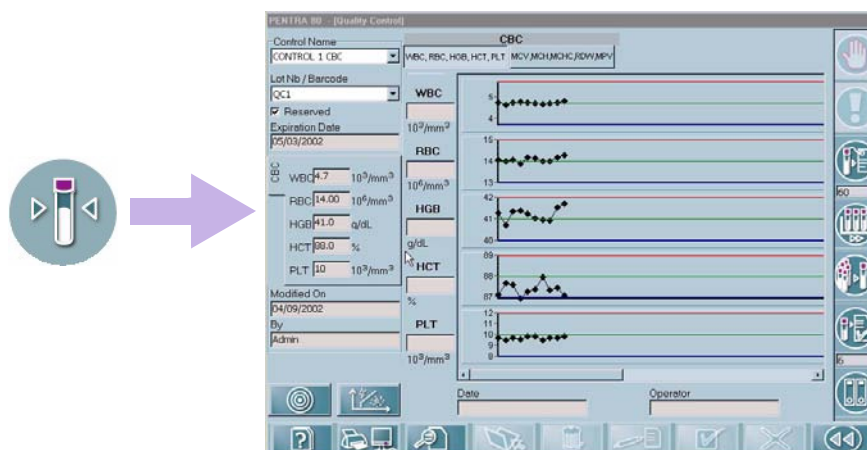 PENTRA 80 - [Quality Control]
Control Name
CONTROL 1 CBC
Lot Nb / Barcode
QC1
Reserved
Expiration Date
05/03/2002
CBC
WBC 4.7 10³/mm³
RBC 14.00 10⁶/mm³
HGB 41.0 g/dL
HCT 88.0 %
PLT 10 10³/mm³
Modified On
04/09/2002
By
Admin
CBC
WBC, RBC, HGB, HCT, PLT
MCV,MCH,MCHC,RDW,MPV
WBC
10³/mm³
5
4
RBC
10⁶/mm³
15
14
13
HGB
g/dL
42
41
40
HCT
%
89
88
87
PLT
10³/mm³
12
11
10
9
8
Date
Operator
60
6